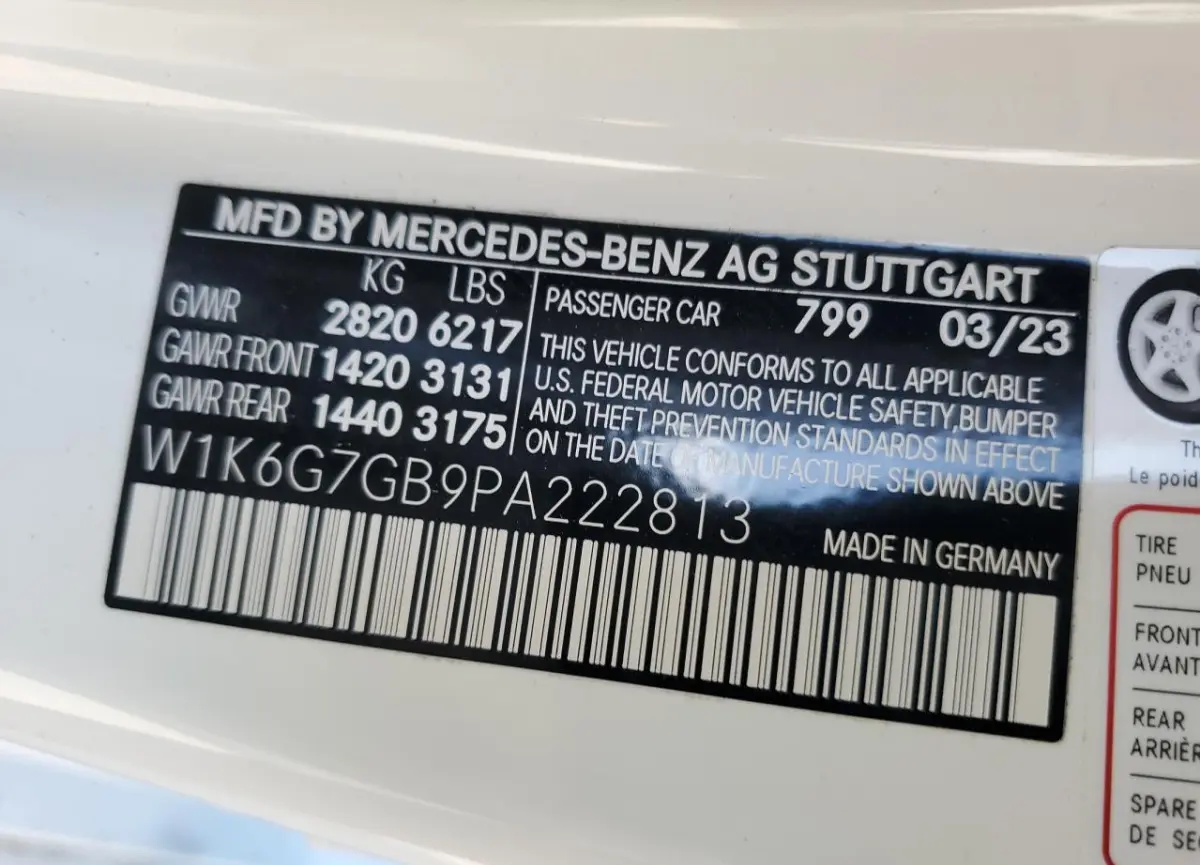 MFD BY MERCEDES-BENZ AG STUTTGART
KG LBS
GVWR 2820 6217
GAWR FRONT 1420 3131
GAWR REAR 1440 3175
PASSENGER CAR 799 03/23
THIS VEHICLE CONFORMS TO ALL APPLICABLE
U.S. FEDERAL MOTOR VEHICLE SAFETY,BUMPER
AND THEFT PREVENTION STANDARDS IN EFFECT
ON THE DATE OF MANUFACTURE SHOWN ABOVE
W1K6G7GB9PA222813
MADE IN GERMANY
Th
Le poid
TIRE
PNEU
FRONT
AVANT
REAR
ARRIÈR
SPARE
DE SE